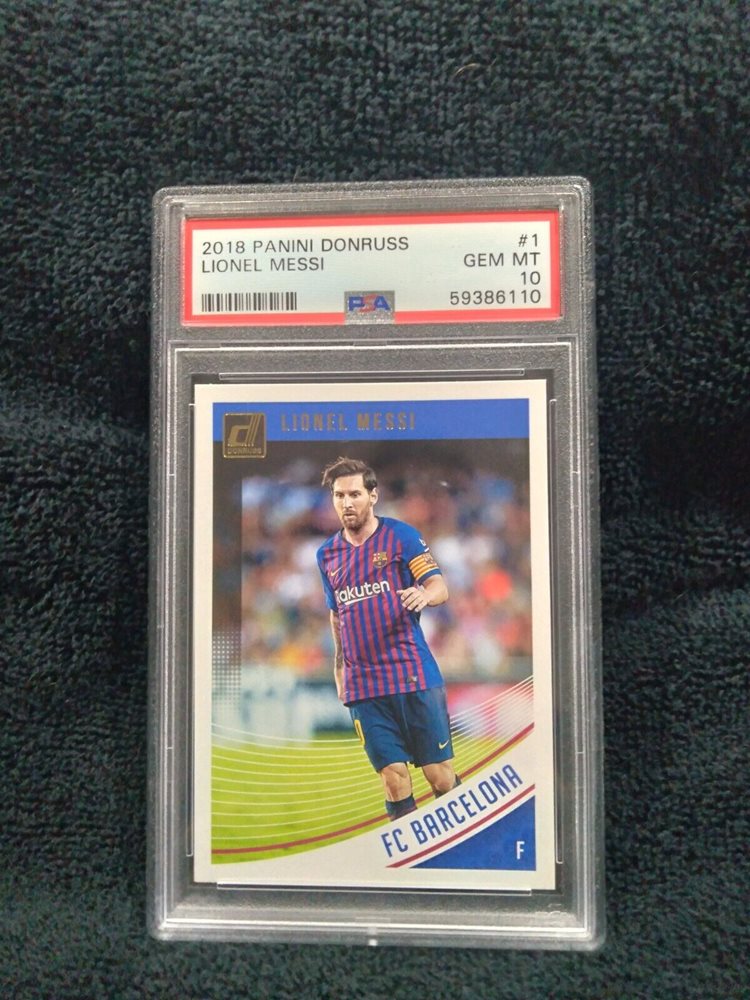 2018 PANINI DONRUSS #1
LIONEL MESSI GEM MT
10
PSA 59386110
DONRUSS
LIONEL MESSI
Rakuten
FC BARCELONA
F